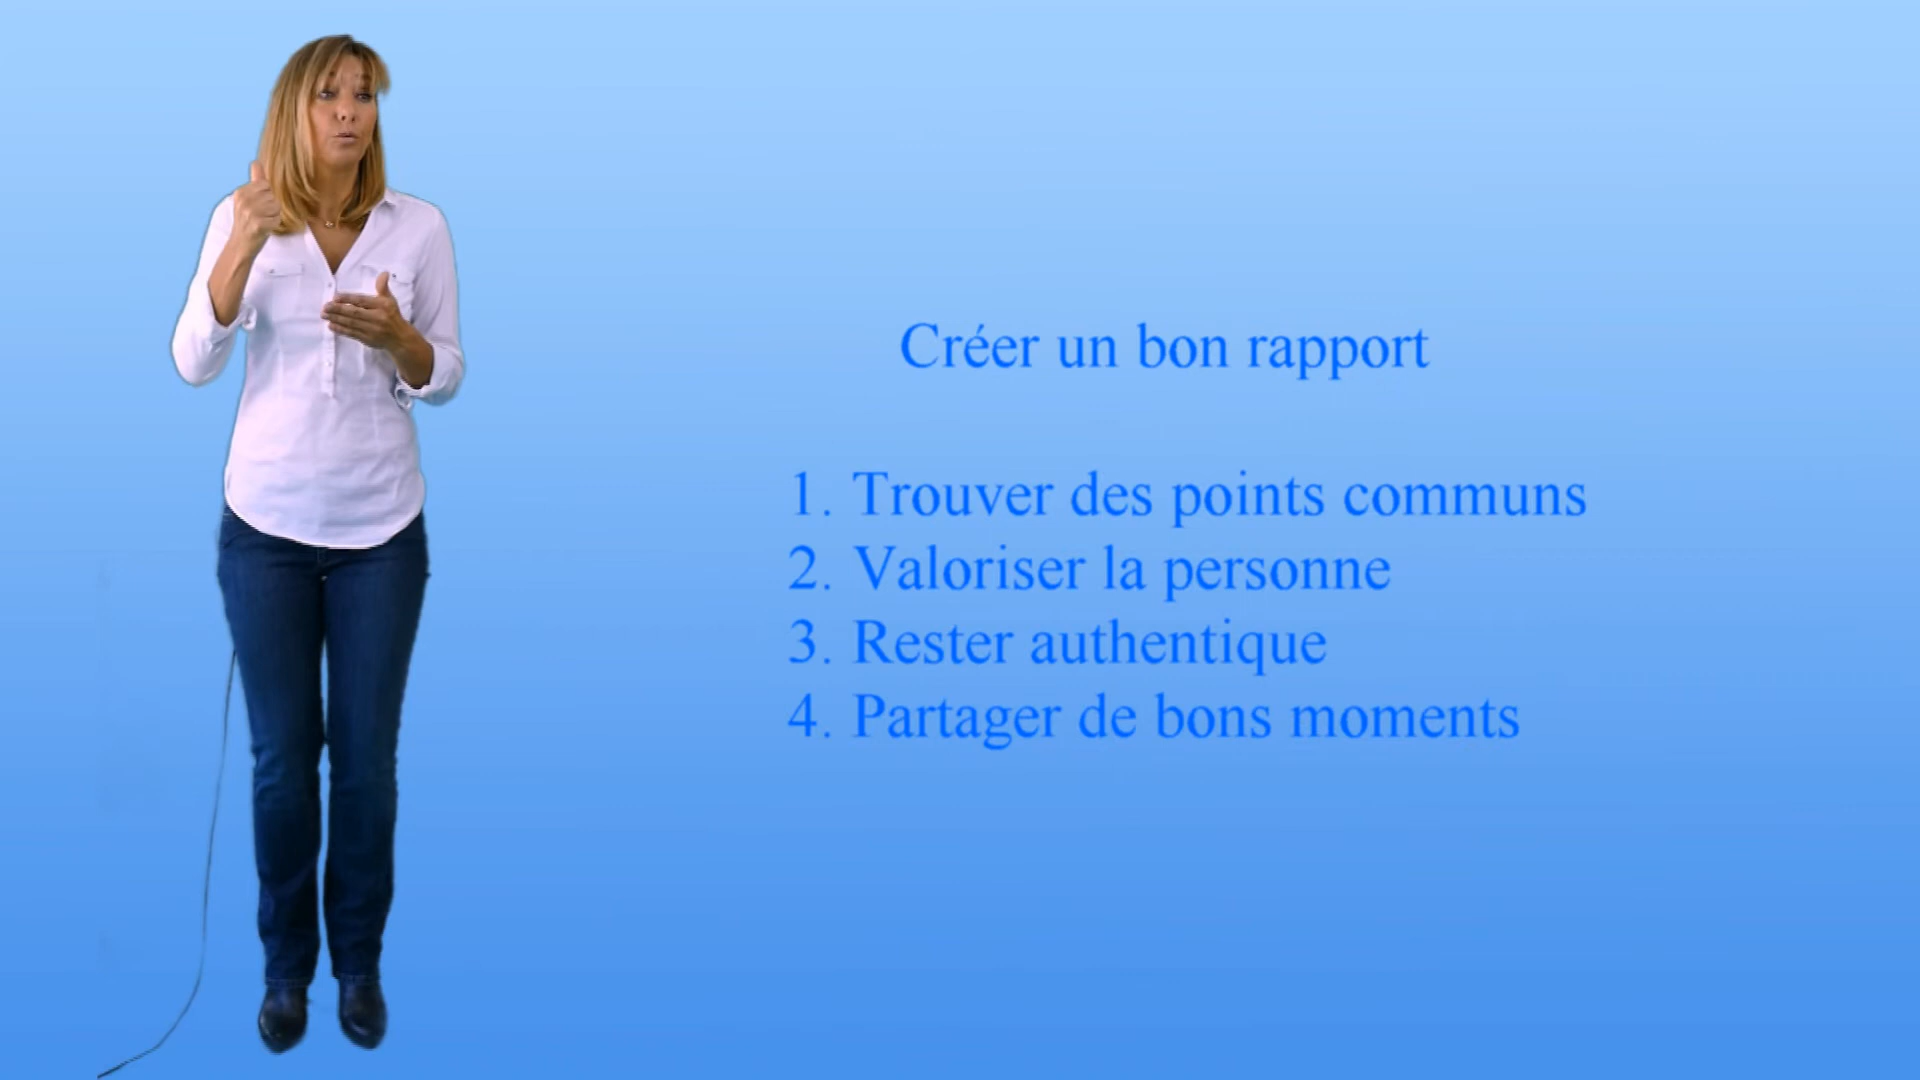 Créer un bon rapport
1. Trouver des points communs
2. Valoriser la personne
3. Rester authentique
4. Partager de bons moments